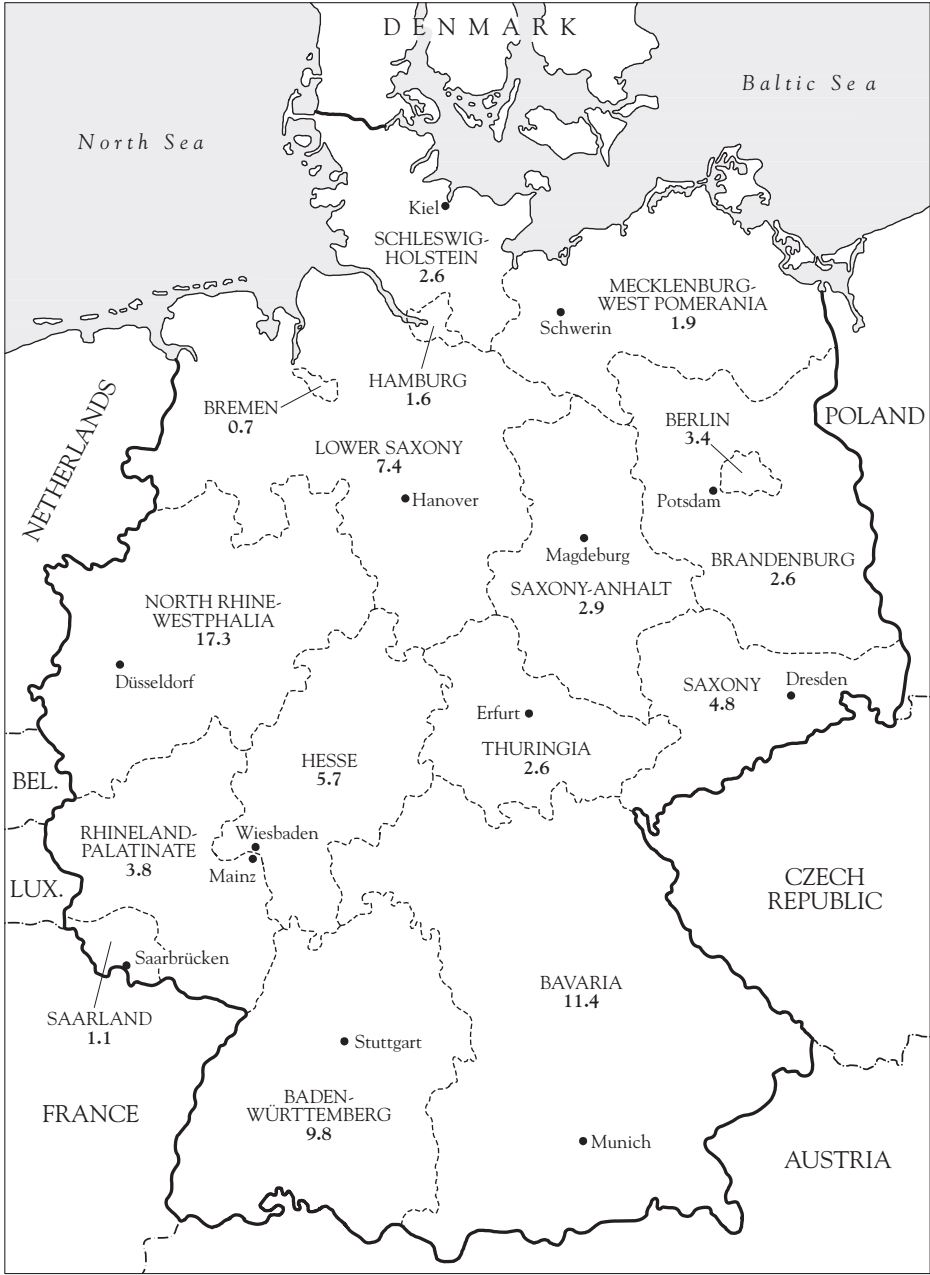 DENMARK
Baltic Sea
North Sea
Kiel
SCHLESWIG-
HOLSTEIN
2.6
MECKLENBURG-
WEST POMERANIA
1.9
Schwerin
HAMBURG
1.6
BREMEN
0.7
NETHERLANDS
BERLIN
3.4
POLAND
LOWER SAXONY
7.4
Hanover
Potsdam
Magdeburg
BRANDENBURG
2.6
SAXONY-ANHALT
2.9
NORTH RHINE-
WESTPHALIA
17.3
Düsseldorf
SAXONY
4.8
Dresden
Erfurt
THURINGIA
2.6
HESSE
5.7
BEL.
RHINELAND-
PALATINATE
3.8
Wiesbaden
Mainz
LUX.
CZECH
REPUBLIC
Saarbrücken
SAARLAND
1.1
BAVARIA
11.4
Stuttgart
BADEN-
WÜRTTEMBERG
9.8
FRANCE
Munich
AUSTRIA